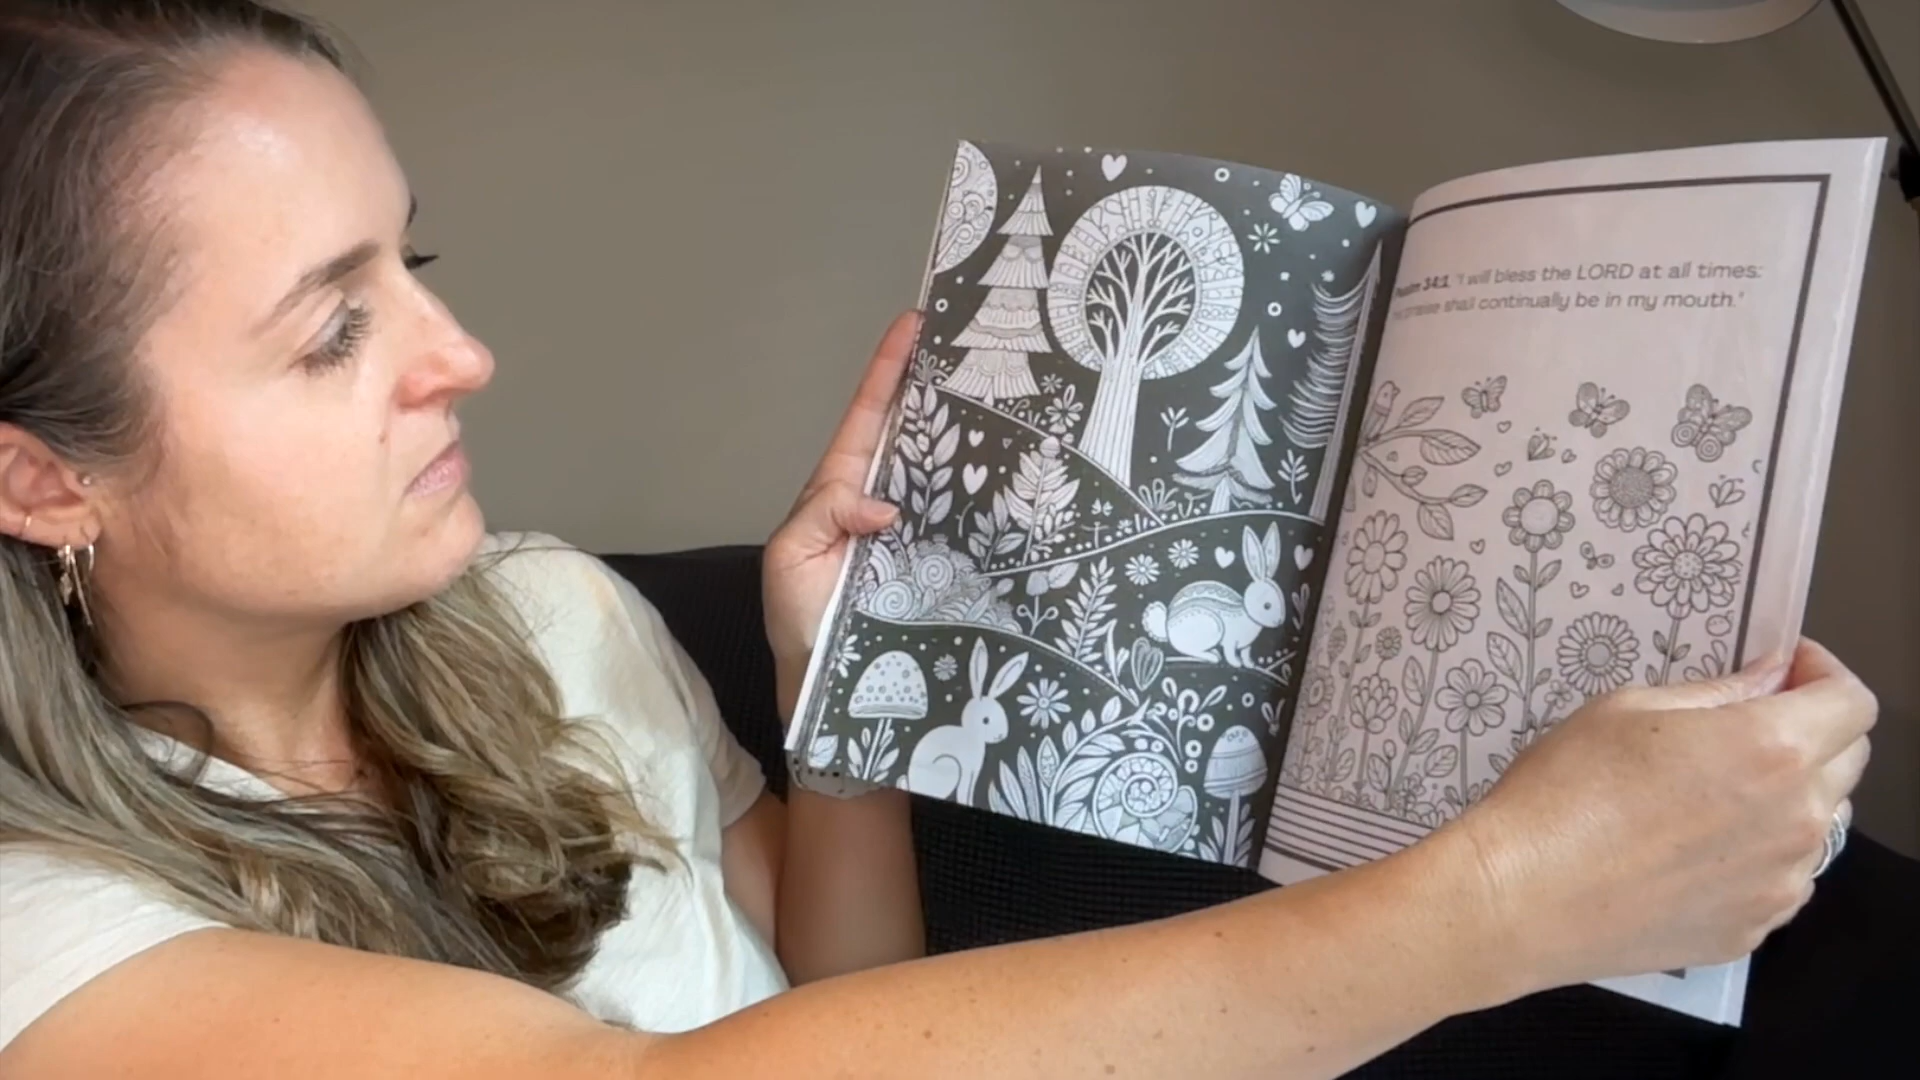 Psalm 34:1 "I will bless the LORD at all times:
praise shall continually be in my mouth."